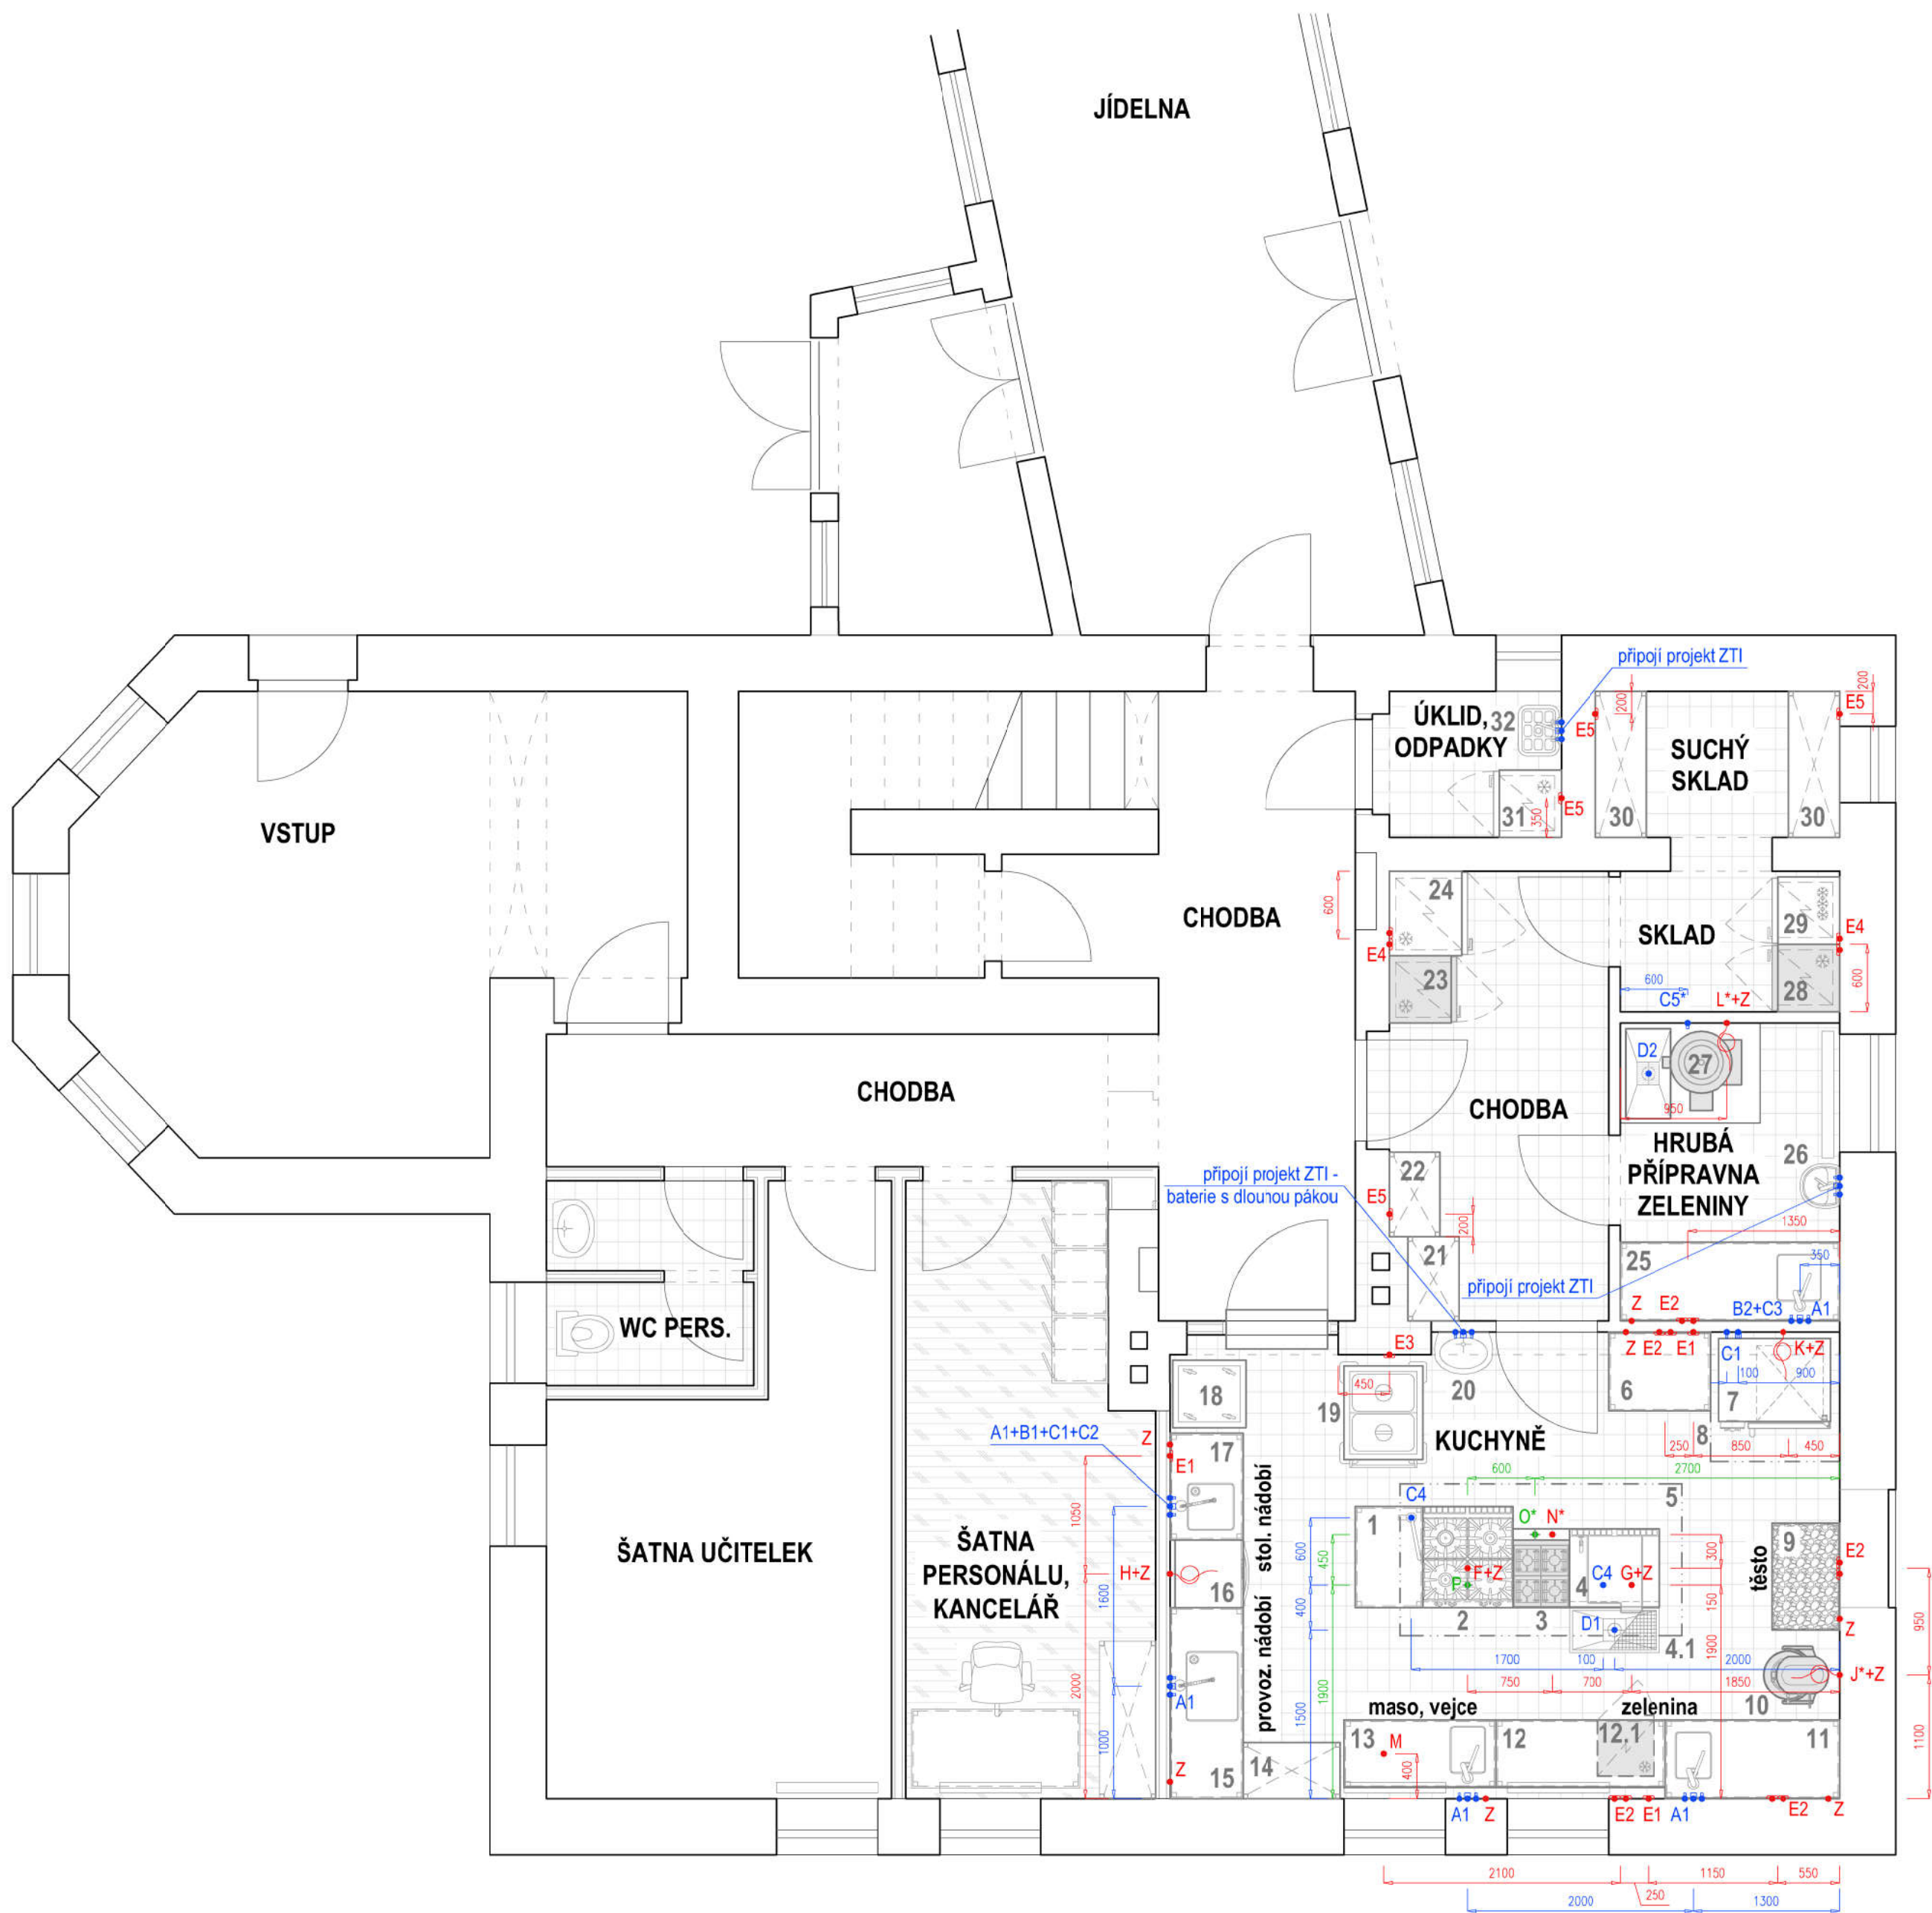 JÍDELNA
připojí projekt ZTI
200
200
E5
E5
ÚKLID,
ODPADKY
32
SUCHÝ
SKLAD
31
350
E5
30
30
VSTUP
CHODBA
600
24
E4
23
SKLAD
29
E4
28
600
600
C5*
L*+Z
D2
27
950
CHODBA
CHODBA
HRUBÁ
PŘÍPRAVNA
ZELENINY
26
připojí projekt ZTI -
baterie s dlouhou pákou
22
E5
200
21
připojí projekt ZTI
1350
25
350
Z
E2
B2+C3
A1
WC PERS.
E3
Z
E2
E1
C1
K+Z
100
900
6
7
18
450
19
20
KUCHYNĚ
8
250
850
450
A1+B1+C1+C2
Z
E1
17
600
2700
1050
1600
stol. nádobí
C4
5
1
O*
N*
ŠATNA UČITELEK
ŠATNA
PERSONÁLU,
KANCELÁŘ
H+Z
16
600
450
F+Z
P
C4
G+Z
4
300
150
těsto
9
E2
provoz. nádobí
400
2
3
D1
4.1
Z
1900
950
2000
A1
1700
100
2000
750
700
1850
J*+Z
10
1900
1500
1000
maso, vejce
zelenina
13
M
12
12.1
11
400
1100
Z
15
14
A1
Z
E2
E1
A1
E2
Z
2100
1150
550
250
2000
1300